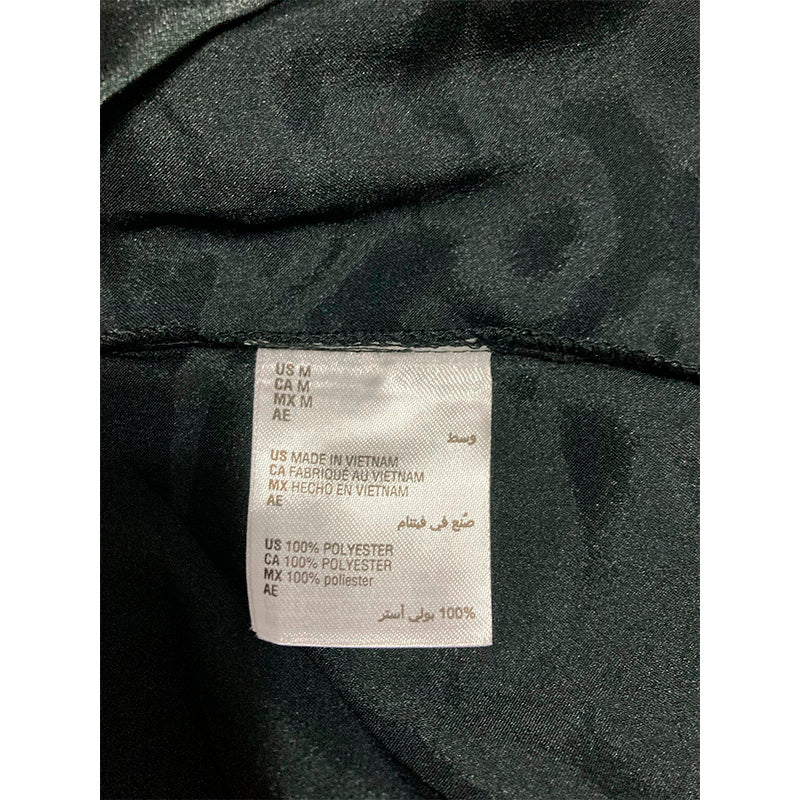 US M
CA M
MX M
AE
وسط
US MADE IN VIETNAM
CA FABRIQUÉ AU VIETNAM
MX HECHO EN VIETNAM
AE
صُنع في فيتنام
US 100% POLYESTER
CA 100% POLYESTER
MX 100% poliester
AE
100% بولي أستر